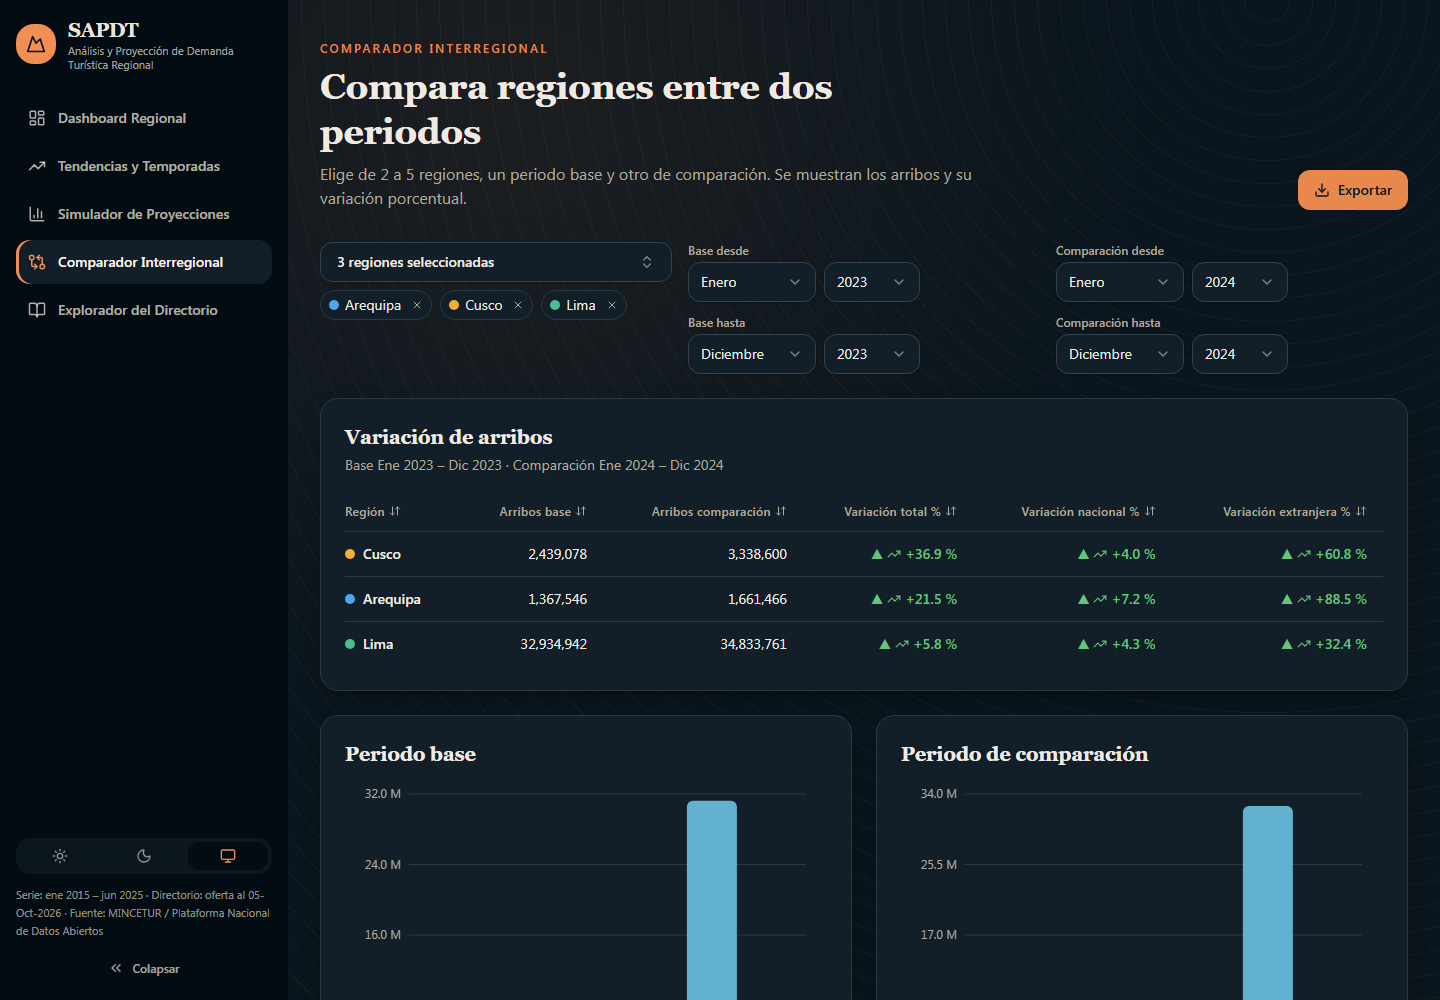 SAPDT
Análisis y Proyección de Demanda
Turística Regional
Dashboard Regional
Tendencias y Temporadas
Simulador de Proyecciones
Comparador Interregional
Explorador del Directorio
Serie: ene 2015 – jun 2025 · Directorio: oferta al 05-
Oct-2026 · Fuente: MINCETUR / Plataforma Nacional
de Datos Abiertos
Colapsar
COMPARADOR INTERREGIONAL
Compara regiones entre dos
periodos
Elige de 2 a 5 regiones, un periodo base y otro de comparación. Se muestran los arribos y su
variación porcentual.
Exportar
3 regiones seleccionadas
Arequipa × Cusco × Lima ×
Base desde
Enero 2023
Base hasta
Diciembre 2023
Comparación desde
Enero 2024
Comparación hasta
Diciembre 2024
Variación de arribos
Base Ene 2023 – Dic 2023 · Comparación Ene 2024 – Dic 2024
Región Arribos base Arribos comparación Variación total % Variación nacional % Variación extranjera %
Cusco 2,439,078 3,338,600 +36.9 % +4.0 % +60.8 %
Arequipa 1,367,546 1,661,466 +21.5 % +7.2 % +88.5 %
Lima 32,934,942 34,833,761 +5.8 % +4.3 % +32.4 %
Periodo base
32.0 M
24.0 M
16.0 M
Periodo de comparación
34.0 M
25.5 M
17.0 M